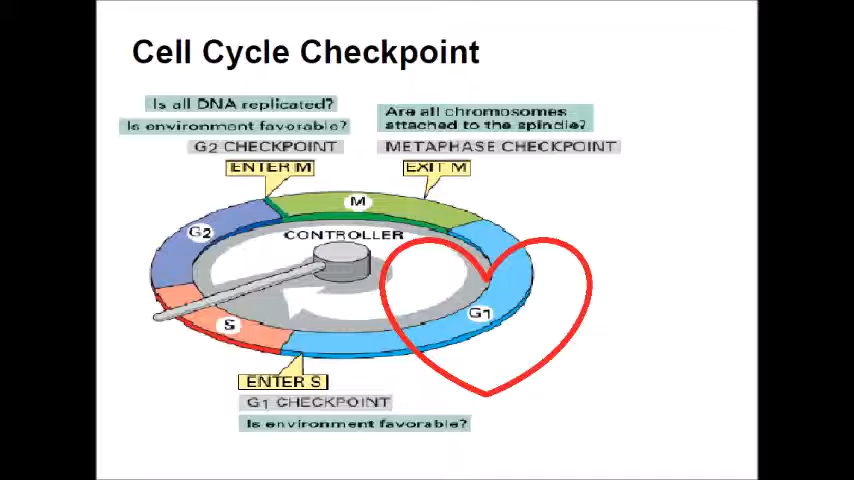 Cell Cycle Checkpoint
Is all DNA replicated?
Is environment favorable?
G2 CHECKPOINT
ENTER M
Are all chromosomes
attached to the spindle?
METAPHASE CHECKPOINT
EXIT M
M
G2
CONTROLLER
G1
S
ENTER S
G1 CHECKPOINT
Is environment favorable?